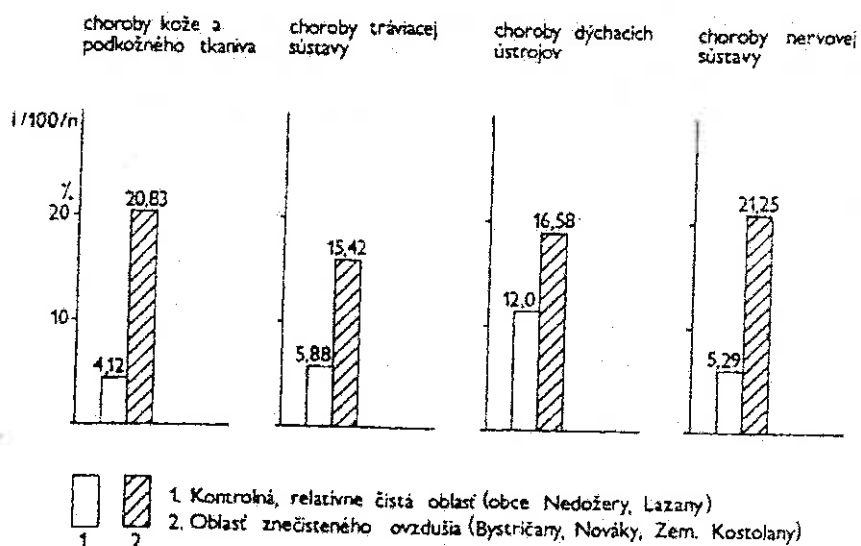 choroby kože a
podkožného tkaniva
choroby tráviacej
sústavy
choroby dýchacích
ústrojov
choroby nervovej
sústavy
i/100/n
%
20
10
4,12
20,83
5,88
15,42
12,0
16,58
5,29
21,25
1 2
1. Kontrolná, relatívne čistá oblasť (obce Nedožery, Lazany)
2. Oblasť znečisteného ovzdušia (Bystričany, Nováky, Zem. Kostolany)